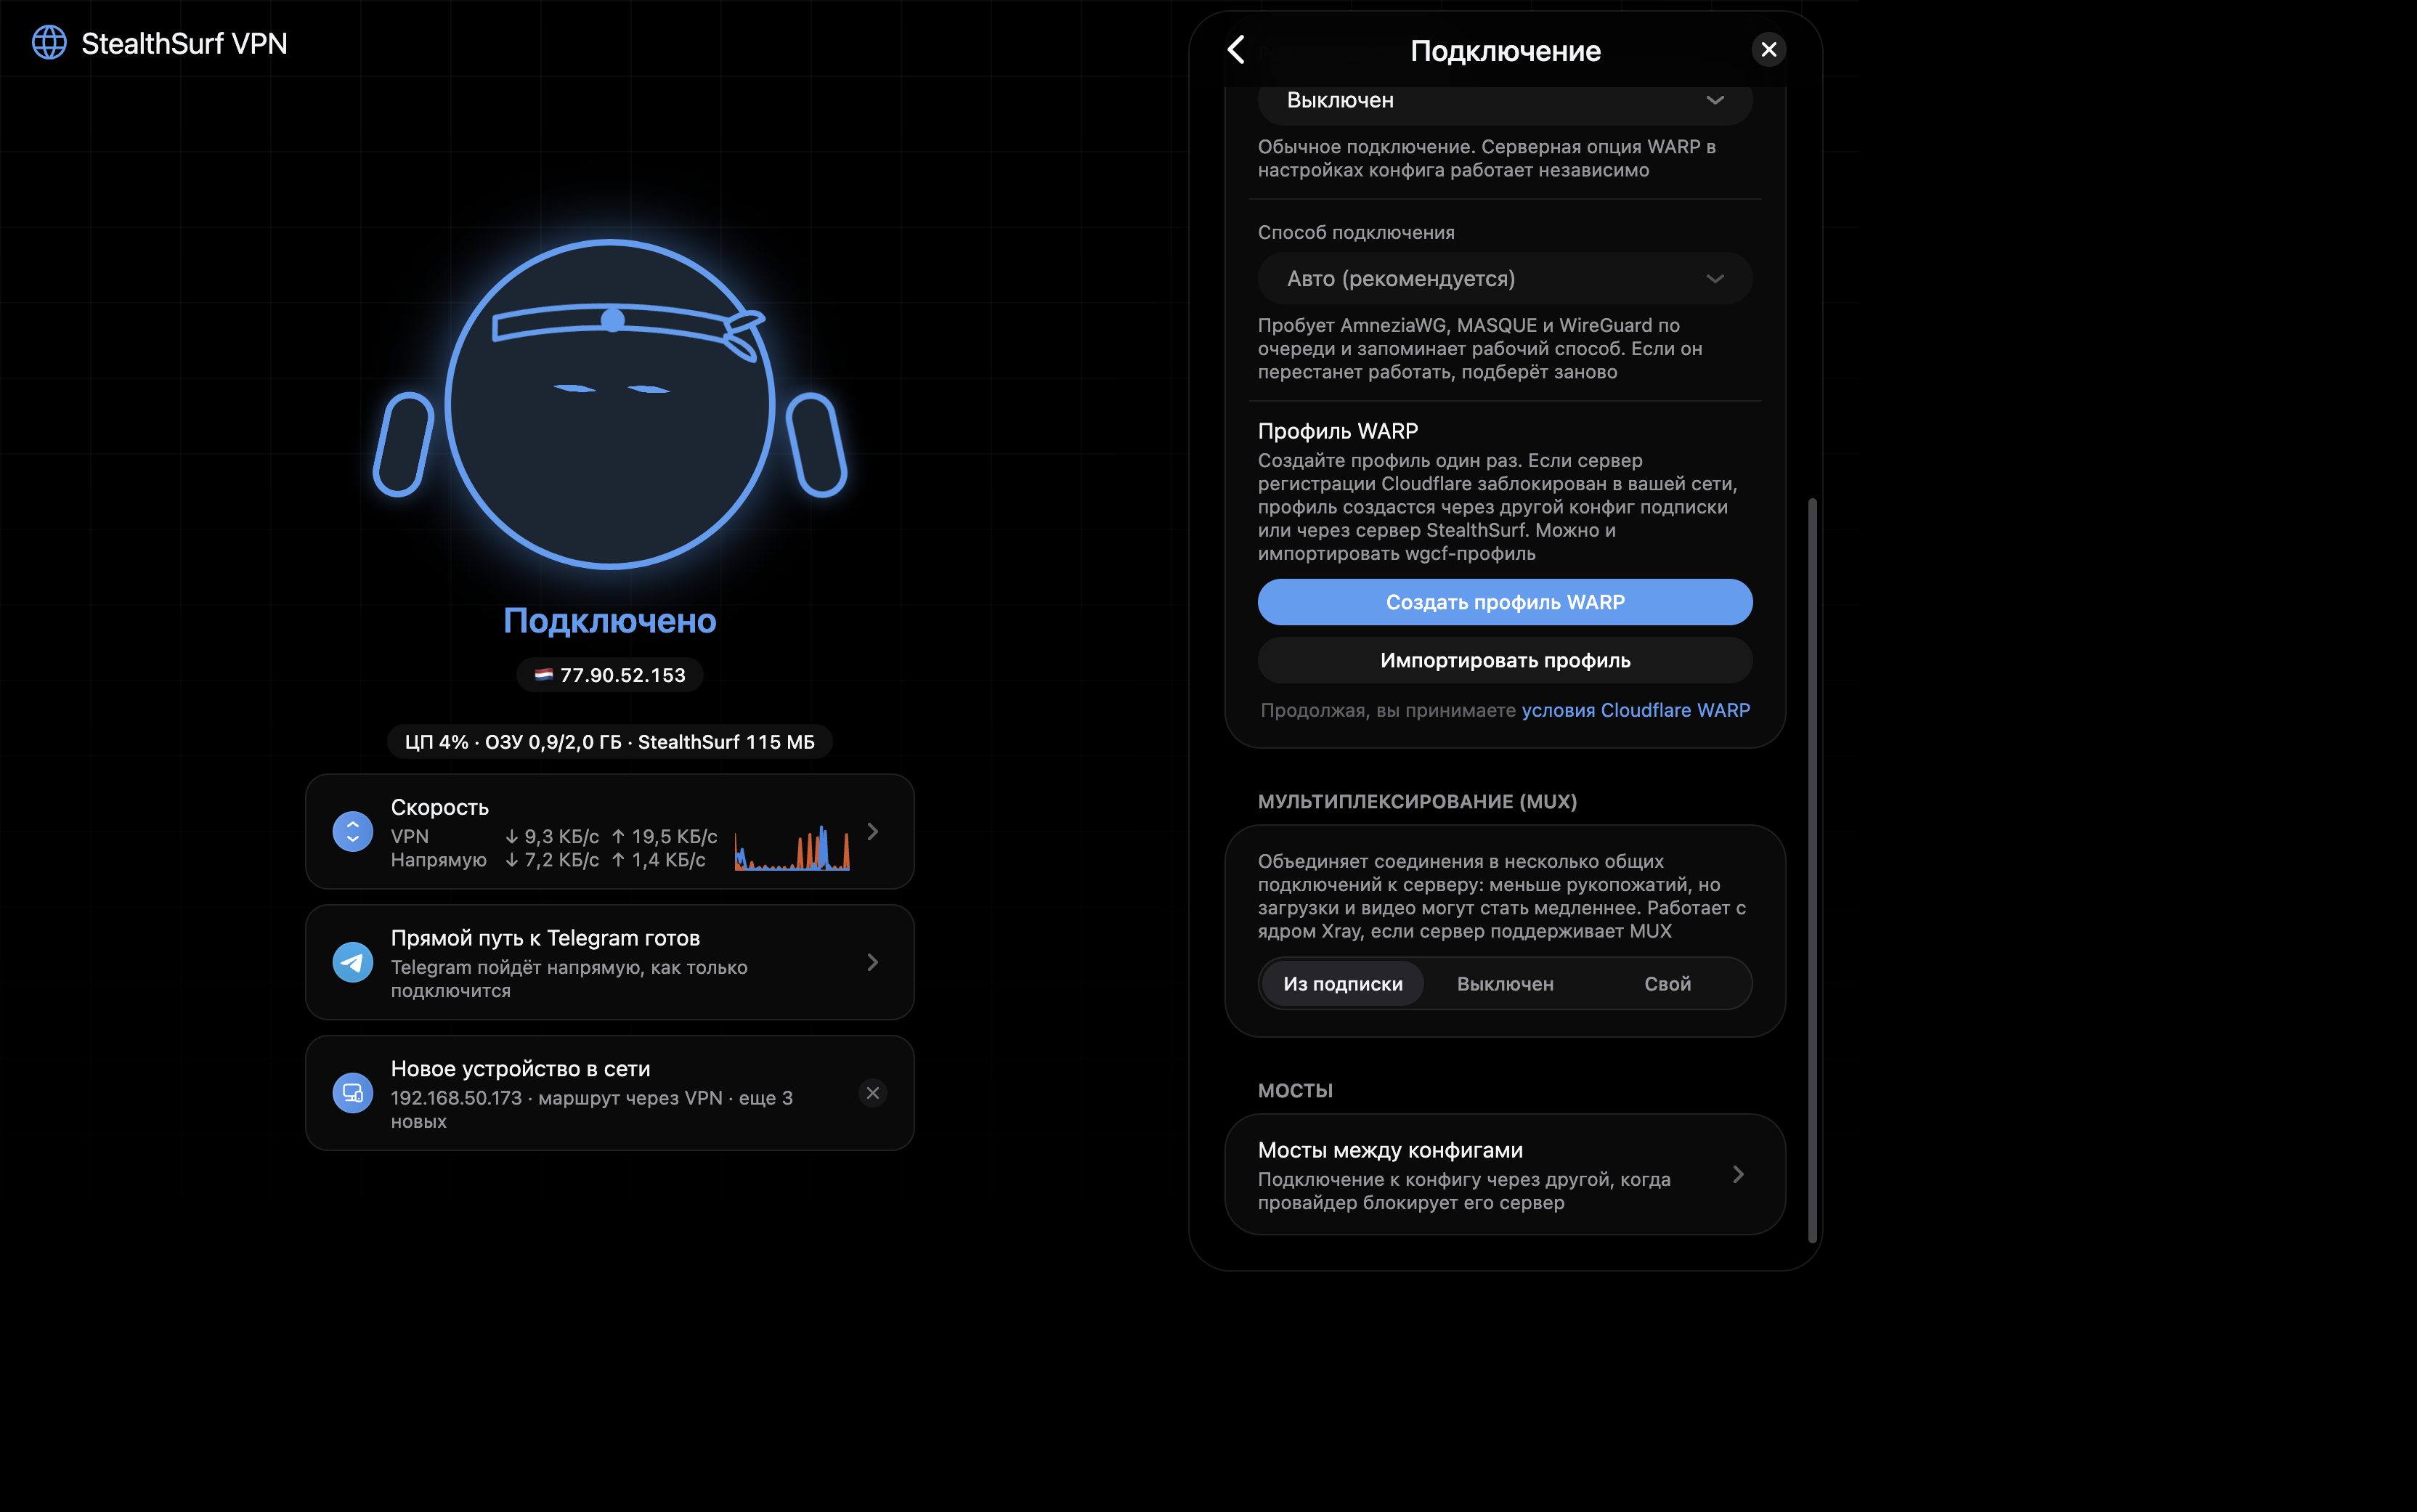 StealthSurf VPN
Подключено
77.90.52.153
ЦП 4% · ОЗУ 0,9/2,0 ГБ · StealthSurf 115 МБ
Скорость
VPN ↓ 9,3 КБ/с ↑ 19,5 КБ/с
Напрямую ↓ 7,2 КБ/с ↑ 1,4 КБ/с
Прямой путь к Telegram готов
Telegram пойдёт напрямую, как только
подключится
Новое устройство в сети
192.168.50.173 · маршрут через VPN · еще 3
новых
Подключение
Выключен
Обычное подключение. Серверная опция WARP в
настройках конфига работает независимо
Способ подключения
Авто (рекомендуется)
Пробует AmneziaWG, MASQUE и WireGuard по
очереди и запоминает рабочий способ. Если он
перестанет работать, подберёт заново
Профиль WARP
Создайте профиль один раз. Если сервер
регистрации Cloudflare заблокирован в вашей сети,
профиль создастся через другой конфиг подписки
или через сервер StealthSurf. Можно и
импортировать wgcf-профиль
Создать профиль WARP
Импортировать профиль
Продолжая, вы принимаете условия Cloudflare WARP
МУЛЬТИПЛЕКСИРОВАНИЕ (MUX)
Объединяет соединения в несколько общих
подключений к серверу: меньше рукопожатий, но
загрузки и видео могут стать медленнее. Работает с
ядром Xray, если сервер поддерживает MUX
Из подписки Выключен Свой
МОСТЫ
Мосты между конфигами
Подключение к конфигу через другой, когда
провайдер блокирует его сервер